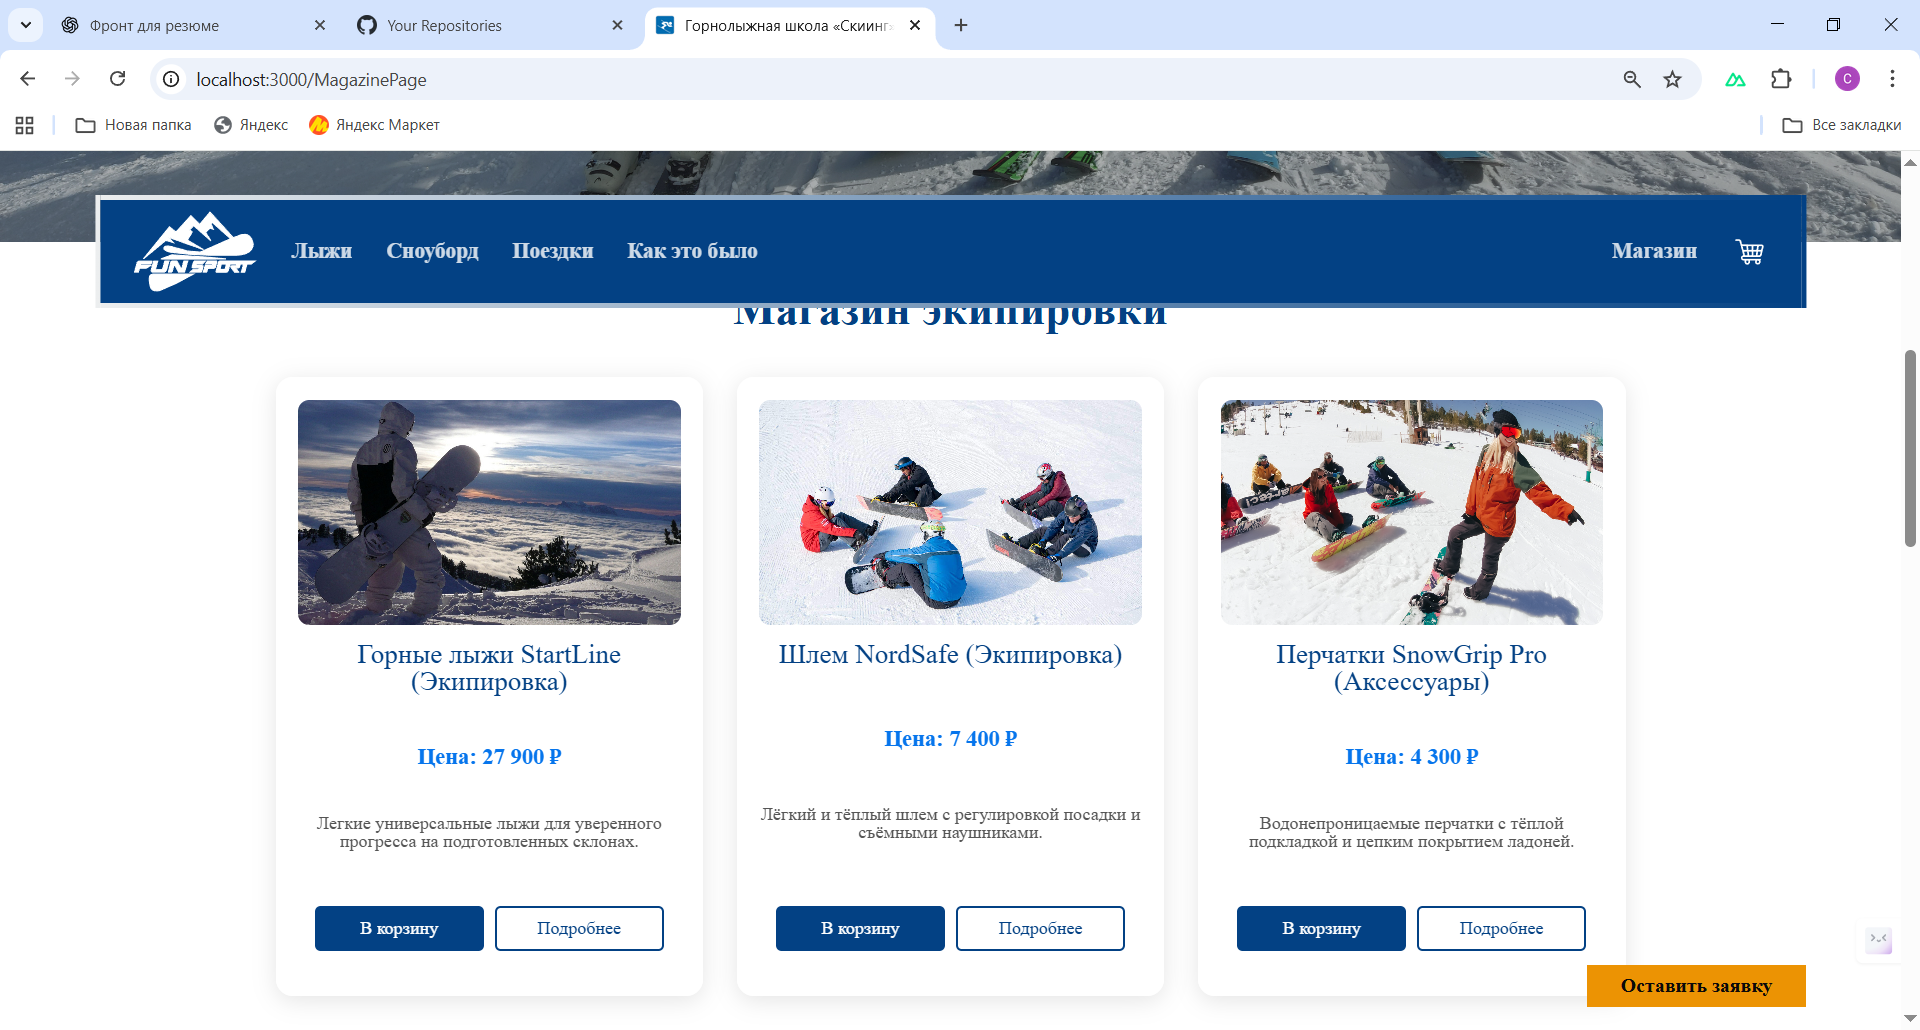 Фронт для резюме
Your Repositories
Горнолыжная школа «Скиинг»
localhost:3000/MagazinePage
C
Новая папка
Яндекс
Яндекс Маркет
Все закладки
FUN SPORT
Лыжи
Сноуборд
Поездки
Как это было
Магазин
Магазин экипировки
Горные лыжи StartLine
(Экипировка)
Цена: 27 900 ₽
Легкие универсальные лыжи для уверенного
прогресса на подготовленных склонах.
В корзину
Подробнее
Шлем NordSafe (Экипировка)
Цена: 7 400 ₽
Лёгкий и тёплый шлем с регулировкой посадки и
съёмными наушниками.
В корзину
Подробнее
Перчатки SnowGrip Pro
(Аксессуары)
Цена: 4 300 ₽
Водонепроницаемые перчатки с тёплой
подкладкой и цепким покрытием ладоней.
В корзину
Подробнее
Оставить заявку